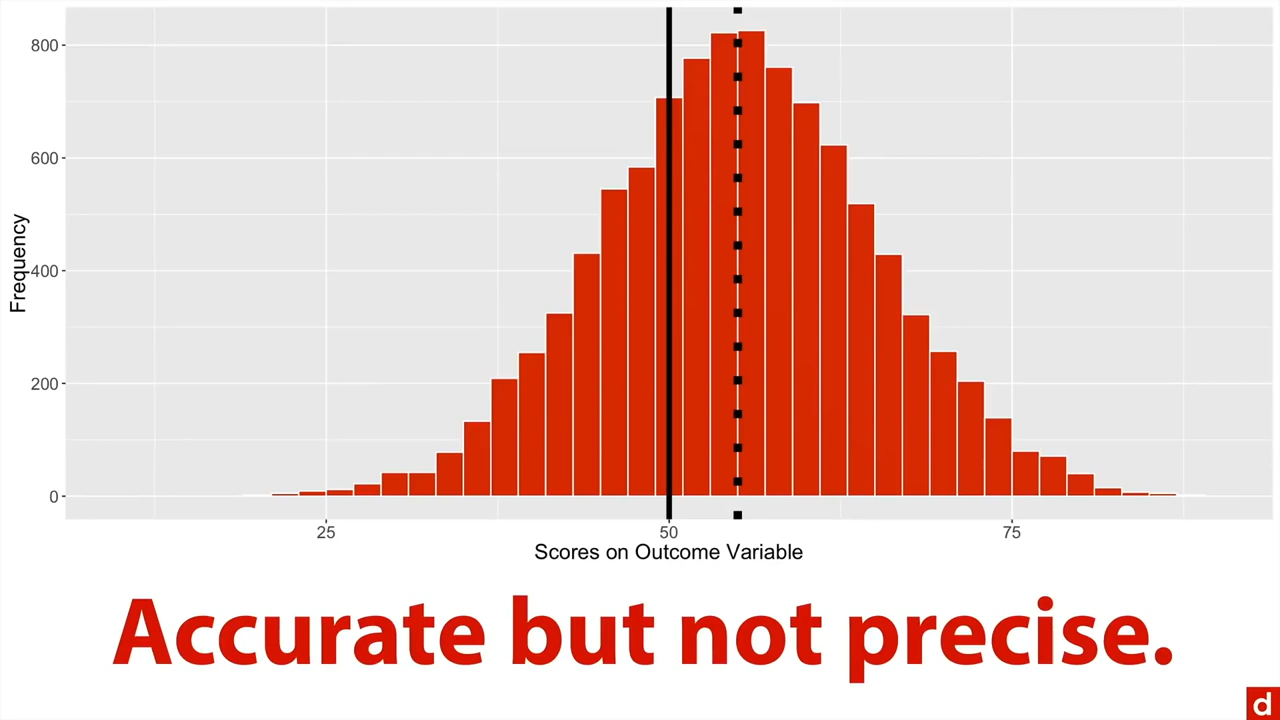 800
600
400
200
0
Frequency
25
50
75
Scores on Outcome Variable
Accurate but not precise.
d